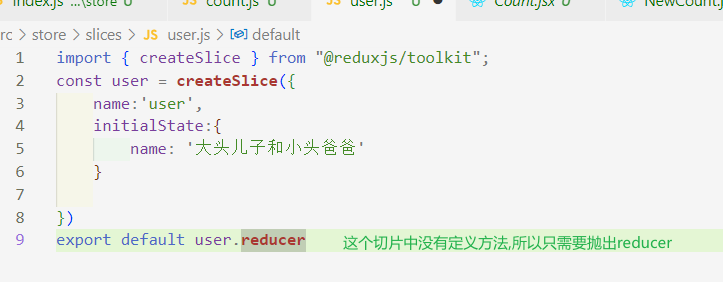 index.js ...\store U
count.js U
user.js U
Count.jsx U
NewCount.
rc > store > slices > JS user.js > default
1 import { createSlice } from "@reduxjs/toolkit";
2 const user = createSlice({
3 name:'user',
4 initialState:{
5 name: '大头儿子和小头爸爸'
6 }
7
8 })
9 export default user.reducer 这个切片中没有定义方法,所以只需要抛出reducer